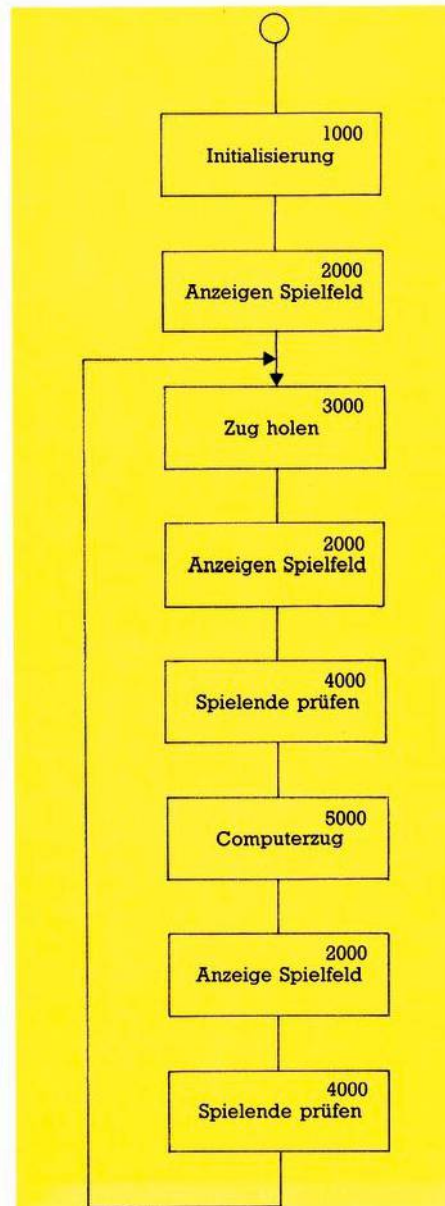 1000
Initialisierung
2000
Anzeigen Spielfeld
3000
Zug holen
2000
Anzeigen Spielfeld
4000
Spielende prüfen
5000
Computerzug
2000
Anzeige Spielfeld
4000
Spielende prüfen